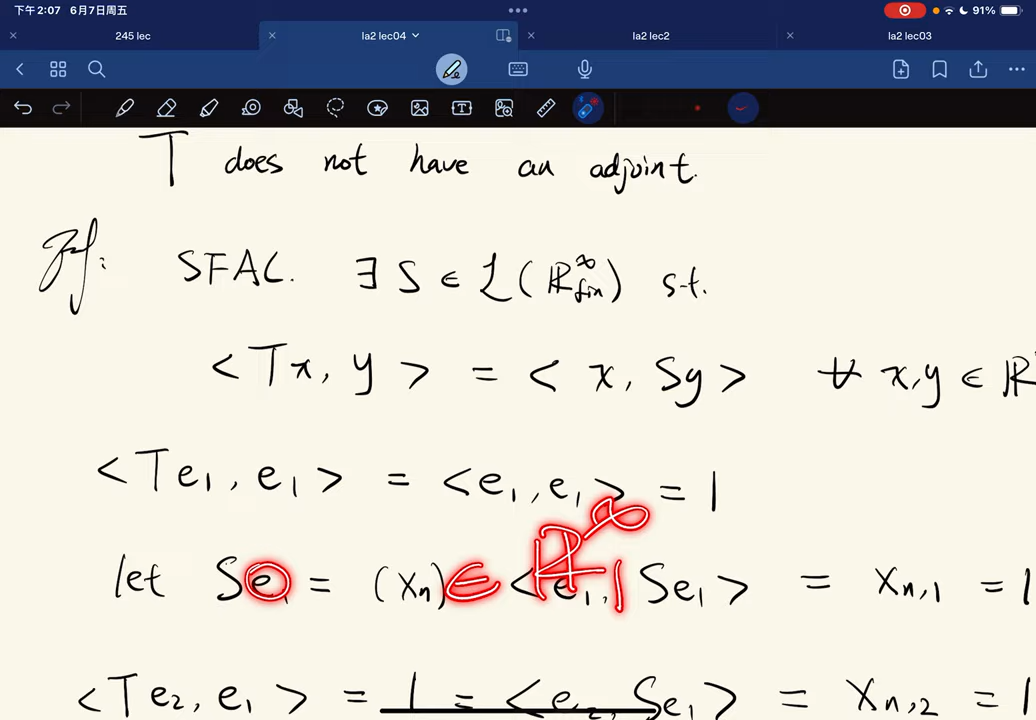 下午2:07 6月7日周五 91%
245 lec la2 lec04 la2 lec2 la2 lec03
T does not have an adjoint.
Prf: SFAC. ∃ S ∈ L(ℝ^∞_fin) s.t.
<Tx, y> = <x, Sy> ∀ x,y ∈ ℝ
<Te₁, e₁> = <e₁, e₁> = 1
let Se₁ = (xₙ) ∈ ℝ^∞ <e₁, Se₁> = xₙ,₁ = 1
<Te₂, e₁> = 1 = <e₂, Se₁> = xₙ,₂ = 1